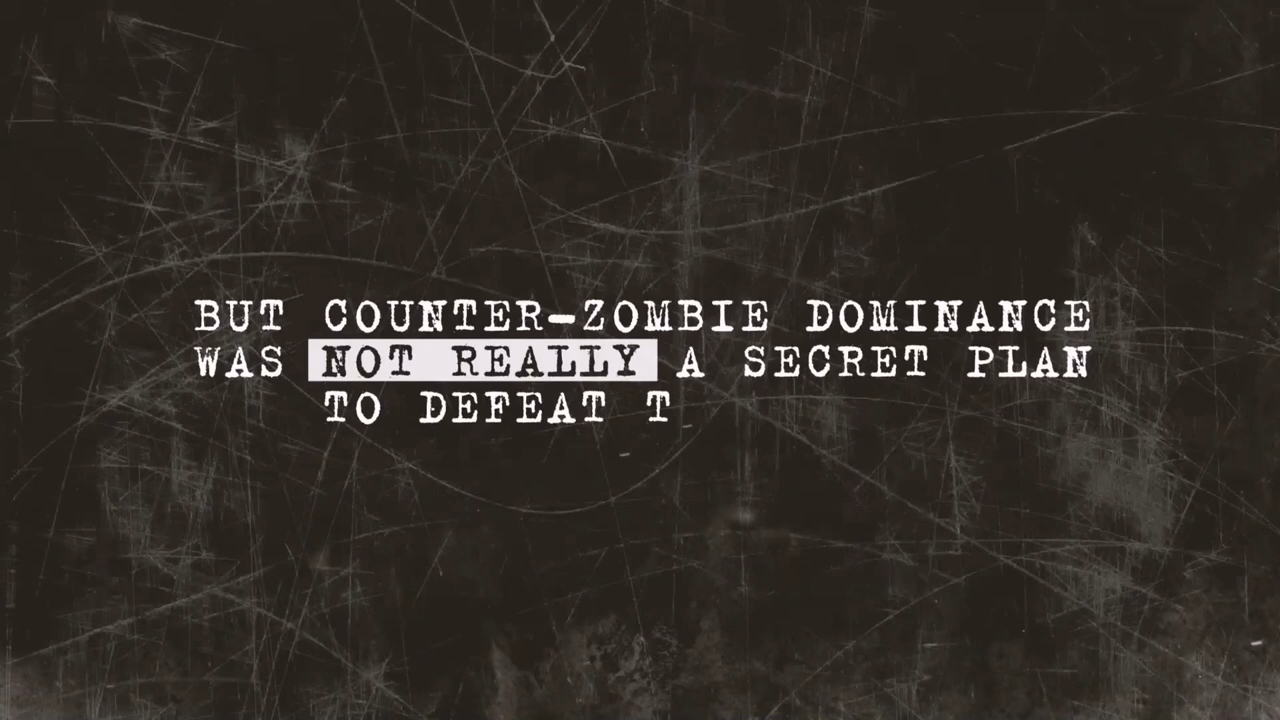 BUT COUNTER-ZOMBIE DOMINANCE
WAS NOT REALLY A SECRET PLAN
TO DEFEAT T